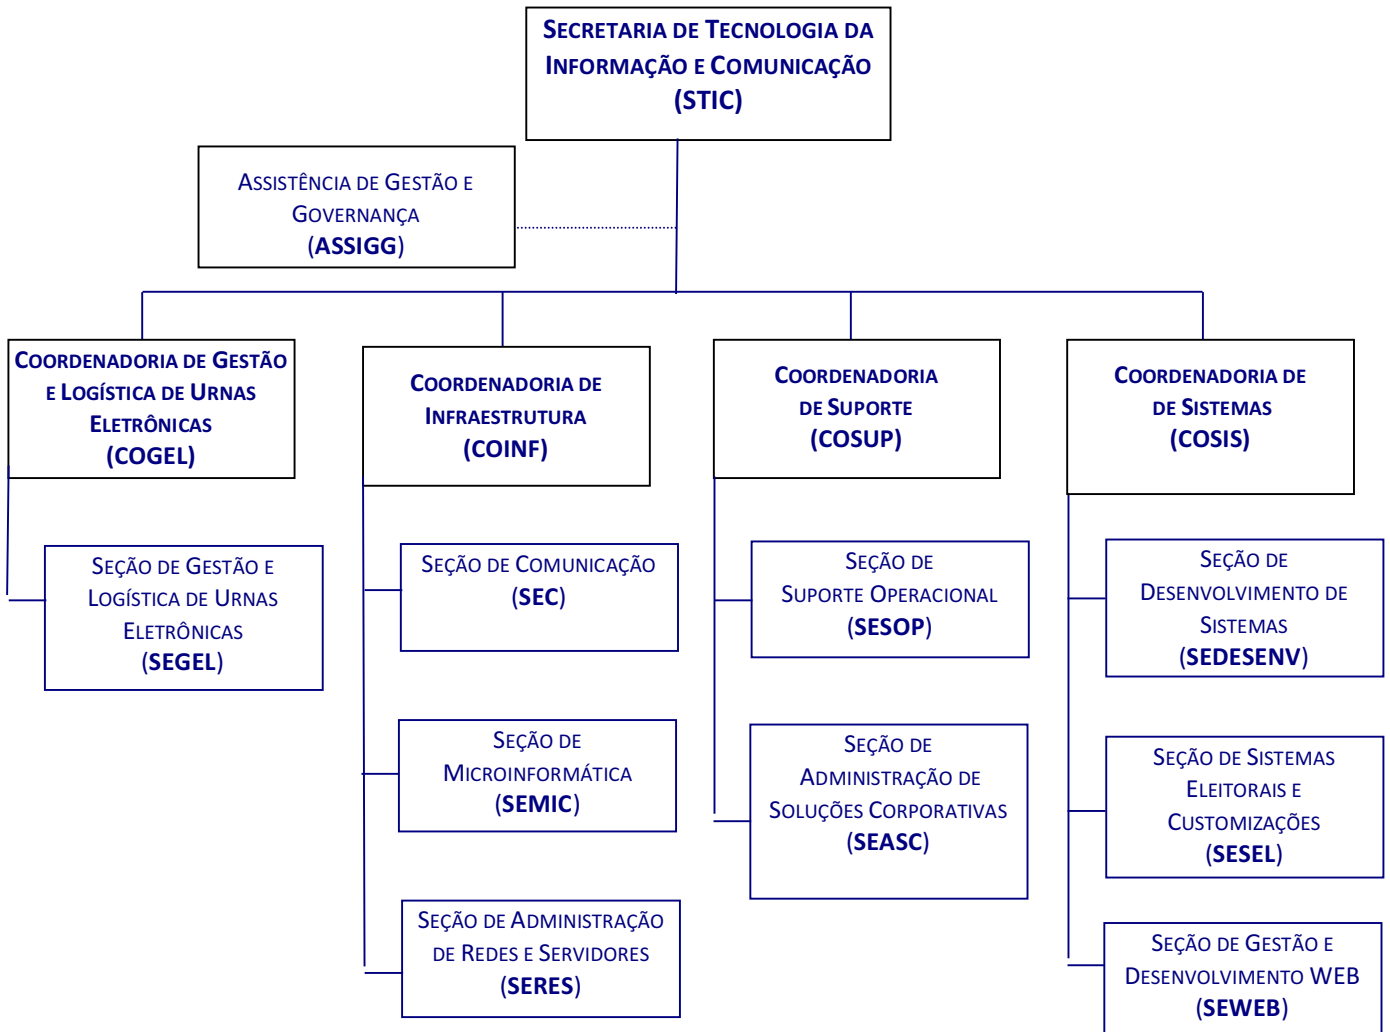 SECRETARIA DE TECNOLOGIA DA
INFORMAÇÃO E COMUNICAÇÃO
(STIC)
ASSISTÊNCIA DE GESTÃO E
GOVERNANÇA
(ASSIGG)
COORDENADORIA DE GESTÃO
E LOGÍSTICA DE URNAS
ELETRÔNICAS
(COGEL)
COORDENADORIA DE
INFRAESTRUTURA
(COINF)
COORDENADORIA
DE SUPORTE
(COSUP)
COORDENADORIA DE
DE SISTEMAS
(COSIS)
SEÇÃO DE GESTÃO E
LOGÍSTICA DE URNAS
ELETRÔNICAS
(SEGEL)
SEÇÃO DE COMUNICAÇÃO
(SEC)
SEÇÃO DE
SUPORTE OPERACIONAL
(SESOP)
SEÇÃO DE
DESENVOLVIMENTO DE
SISTEMAS
(SEDESENV)
SEÇÃO DE
MICROINFORMÁTICA
(SEMIC)
SEÇÃO DE
ADMINISTRAÇÃO DE
SOLUÇÕES CORPORATIVAS
(SEASC)
SEÇÃO DE SISTEMAS
ELEITORAIS E
CUSTOMIZAÇÕES
(SESEL)
SEÇÃO DE ADMINISTRAÇÃO
DE REDES E SERVIDORES
(SERES)
SEÇÃO DE GESTÃO E
DESENVOLVIMENTO WEB
(SEWEB)